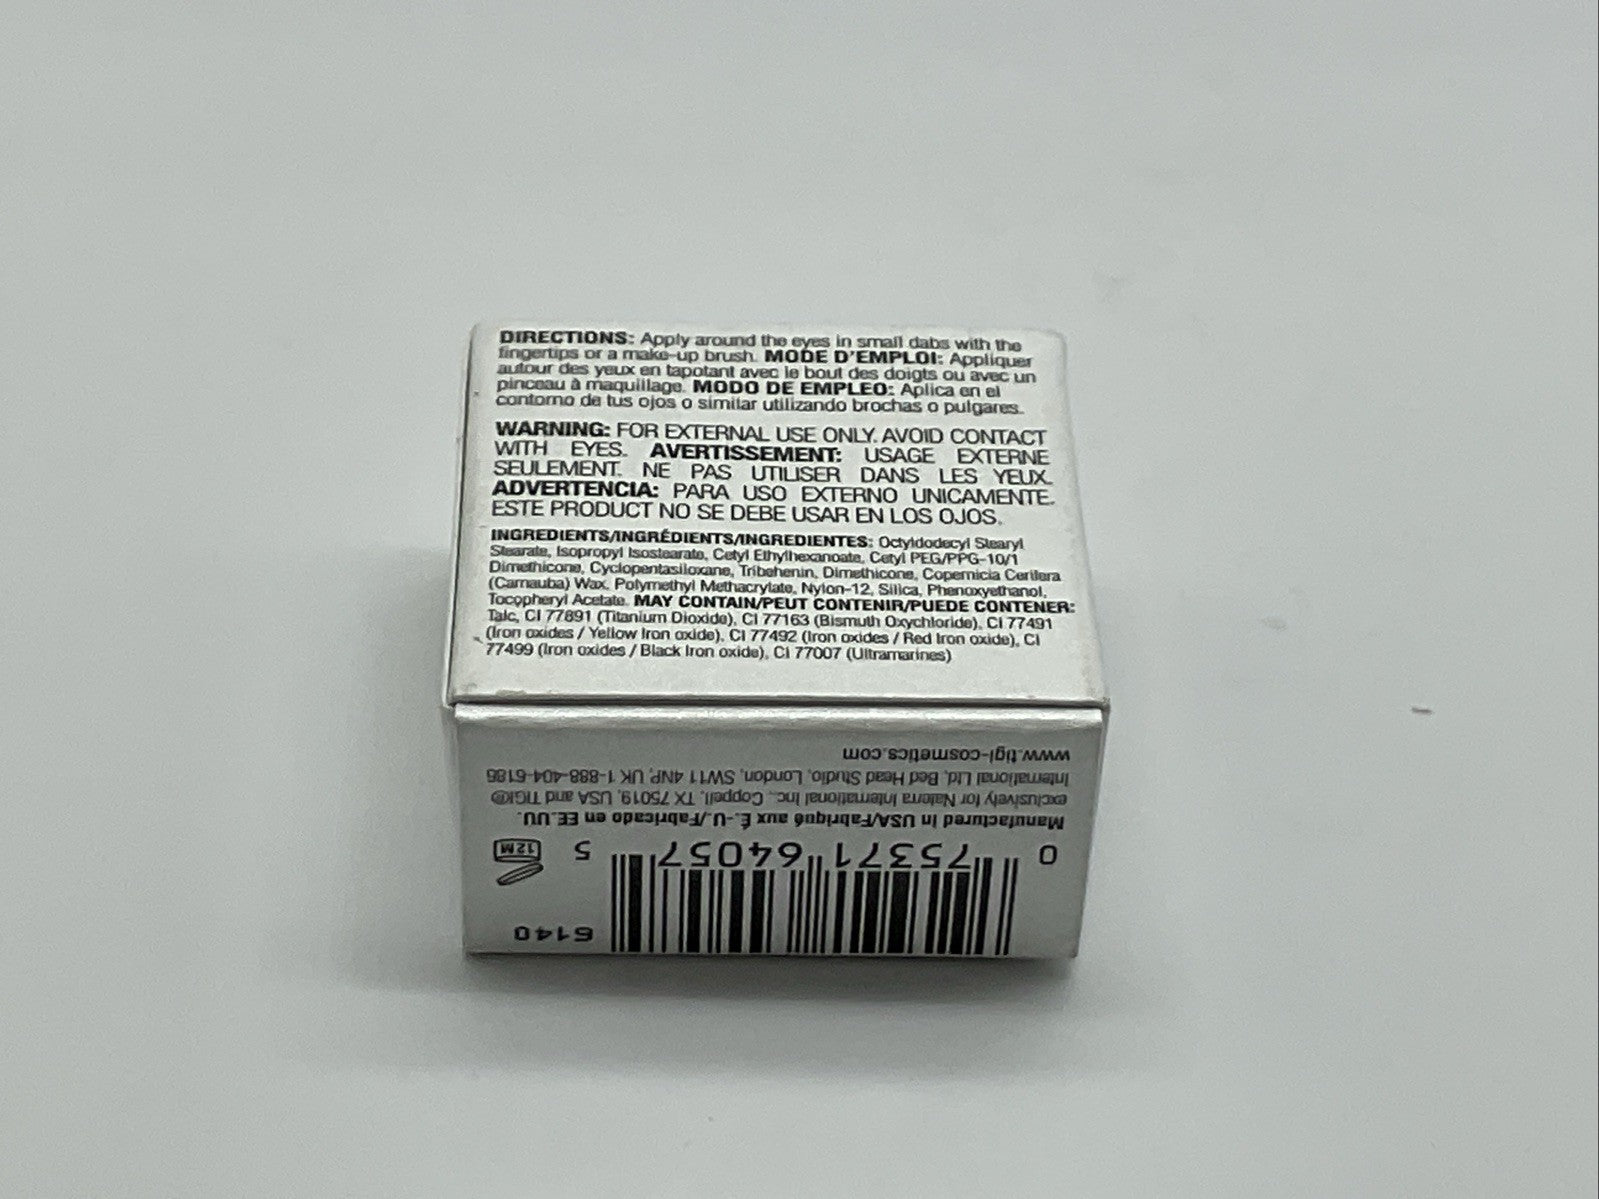 DIRECTIONS: Apply around the eyes in small dabs with the
fingertips or a make-up brush. MODE D'EMPLOI: Appliquer
autour des yeux en tapotant avec le bout des doigts ou avec un
pinceau à maquillage. MODO DE EMPLEO: Aplica en el
contorno de tus ojos o similar utilizando brochas o pulgares.
WARNING: FOR EXTERNAL USE ONLY. AVOID CONTACT
WITH EYES. AVERTISSEMENT: USAGE EXTERNE
SEULEMENT. NE PAS UTILISER DANS LES YEUX.
ADVERTENCIA: PARA USO EXTERNO UNICAMENTE.
ESTE PRODUCT NO SE DEBE USAR EN LOS OJOS.
INGREDIENTS/INGRÉDIENTS/INGREDIENTES: Octyldodecyl Stearyl
Stearate, Isopropyl Isostearate, Cetyl Ethylhexanoate, Cetyl PEG/PPG-10/1
Dimethicone, Cyclopentasiloxane, Tribehenin, Dimethicone, Copernicia Cerifera
(Carnauba) Wax, Polymethyl Methacrylate, Nylon-12, Silica, Phenoxyethanol,
Tocopheryl Acetate. MAY CONTAIN/PEUT CONTENIR/PUEDE CONTENER:
Talc, CI 77891 (Titanium Dioxide), CI 77163 (Bismuth Oxychloride), CI 77491
(Iron oxides / Yellow Iron oxide), CI 77492 (Iron oxides / Red Iron oxide), CI
77499 (Iron oxides / Black Iron oxide), CI 77007 (Ultramarines)
6140
0 75371 64057 5
12M
Manufactured in USA/Fabriqué aux É.-U./Fabricado en EE.UU.
exclusively for Naterra International Inc., Coppell, TX 75019, USA and TIGI®
International Ltd, Bed Head Studio, London, SW11 4NP, UK 1-888-404-6186
www.tigi-cosmetics.com